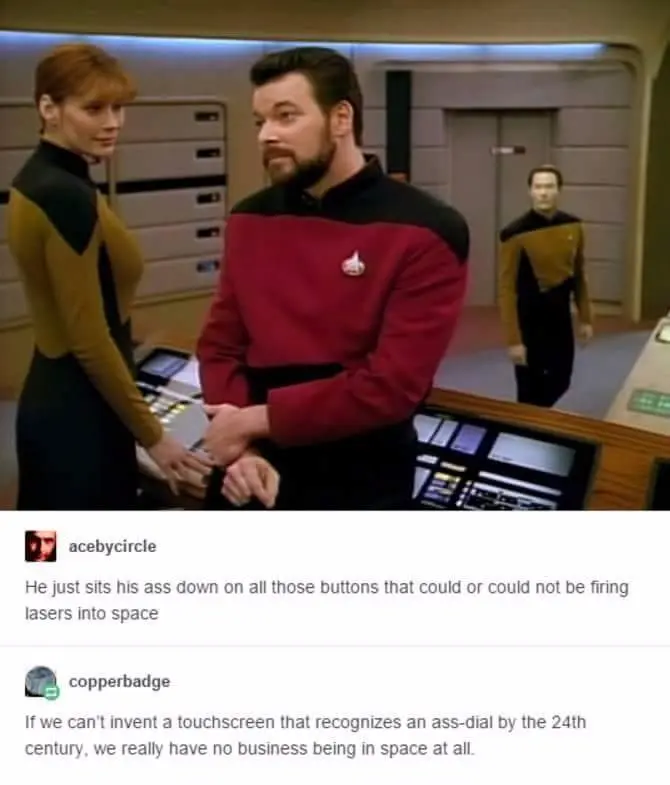 acebycircle
He just sits his ass down on all those buttons that could or could not be firing
lasers into space
copperbadge
If we can't invent a touchscreen that recognizes an ass-dial by the 24th
century, we really have no business being in space at all.